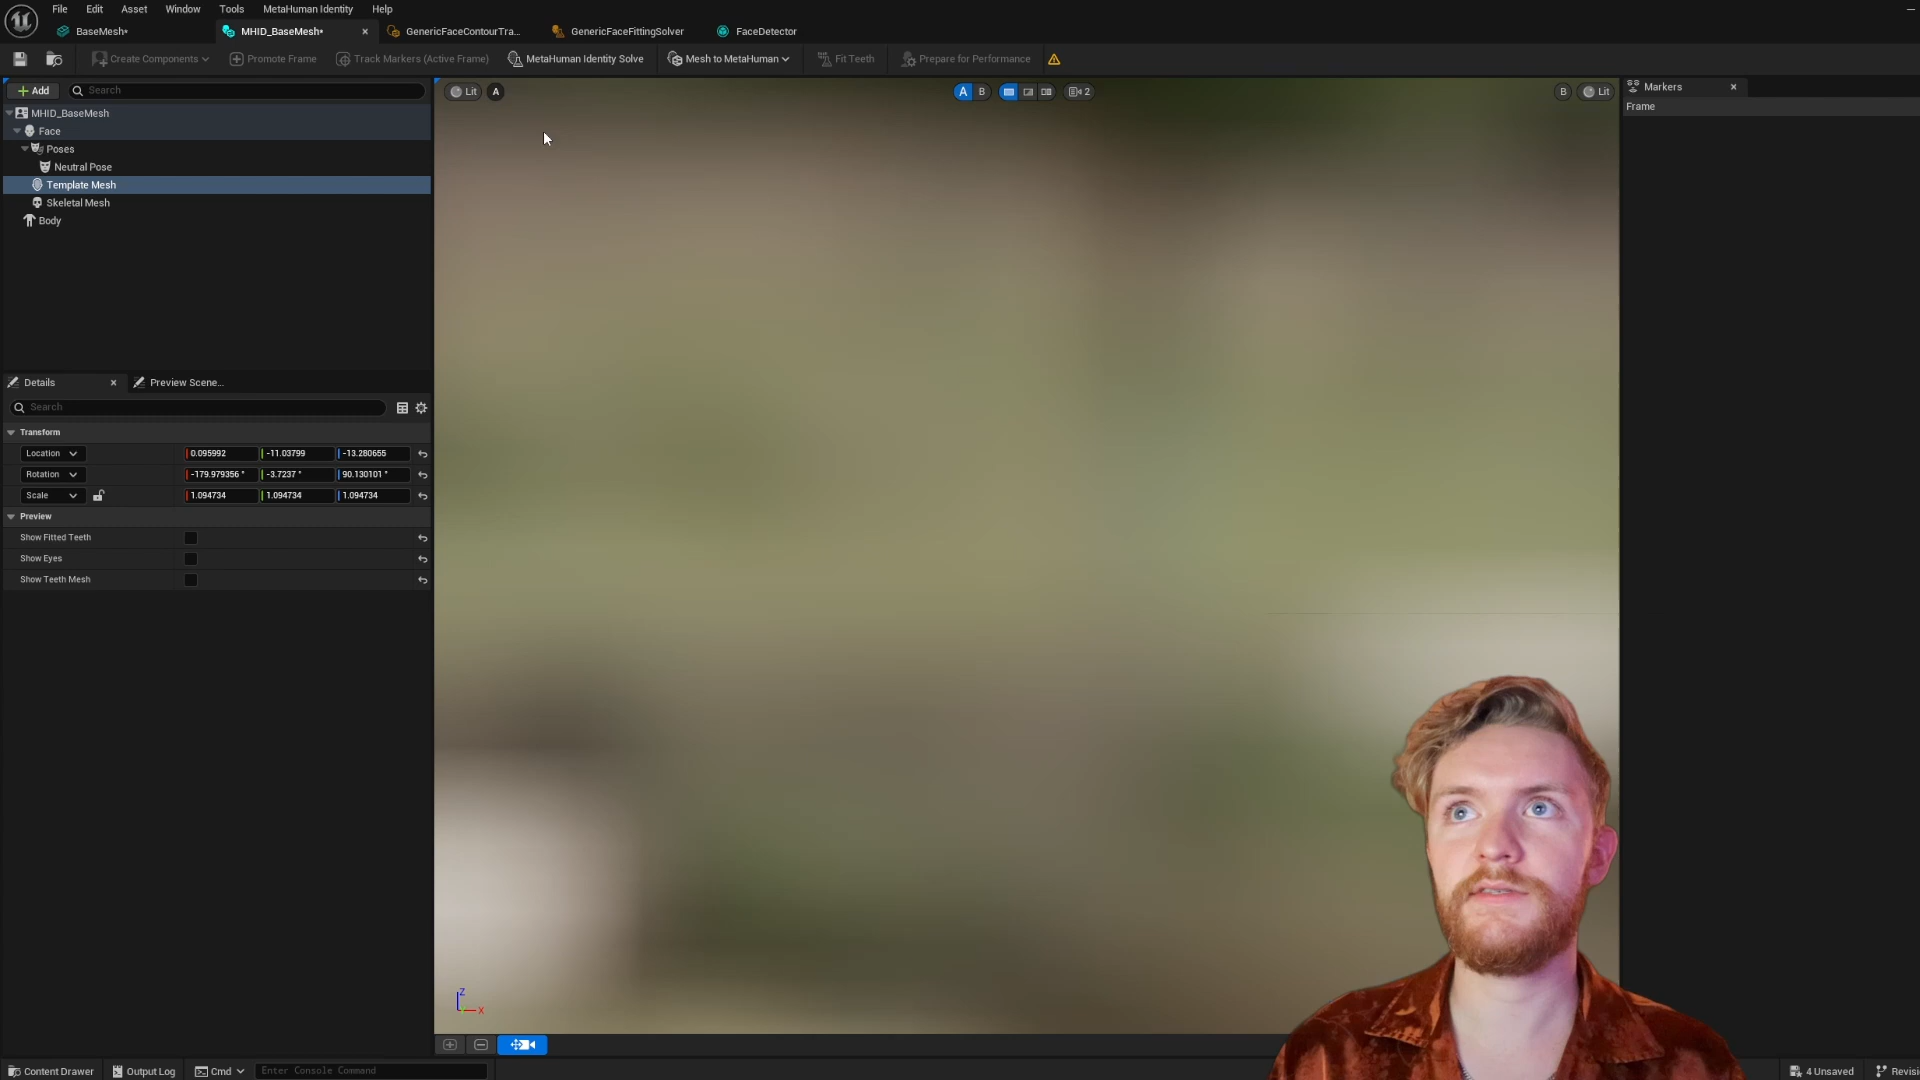 File Edit Asset Window Tools MetaHuman Identity Help
BaseMesh* MHID_BaseMesh* GenericFaceContourTra... GenericFaceFittingSolver FaceDetector
Create Components Promote Frame Track Markers (Active Frame) MetaHuman Identity Solve Mesh to MetaHuman Fit Teeth Prepare for Performance
Add Search
MHID_BaseMesh
Face
Poses
Neutral Pose
Template Mesh
Skeletal Mesh
Body
Lit A A B 2 B Lit
Markers
Frame
Details Preview Scene...
Search
Transform
Location 0.095992 -11.03799 -13.280655
Rotation -179.979356 ° -3.7237 ° 90.130101 °
Scale 1.094734 1.094734 1.094734
Preview
Show Fitted Teeth
Show Eyes
Show Teeth Mesh
Z
X
Content Drawer Output Log Cmd Enter Console Command 4 Unsaved Revisi